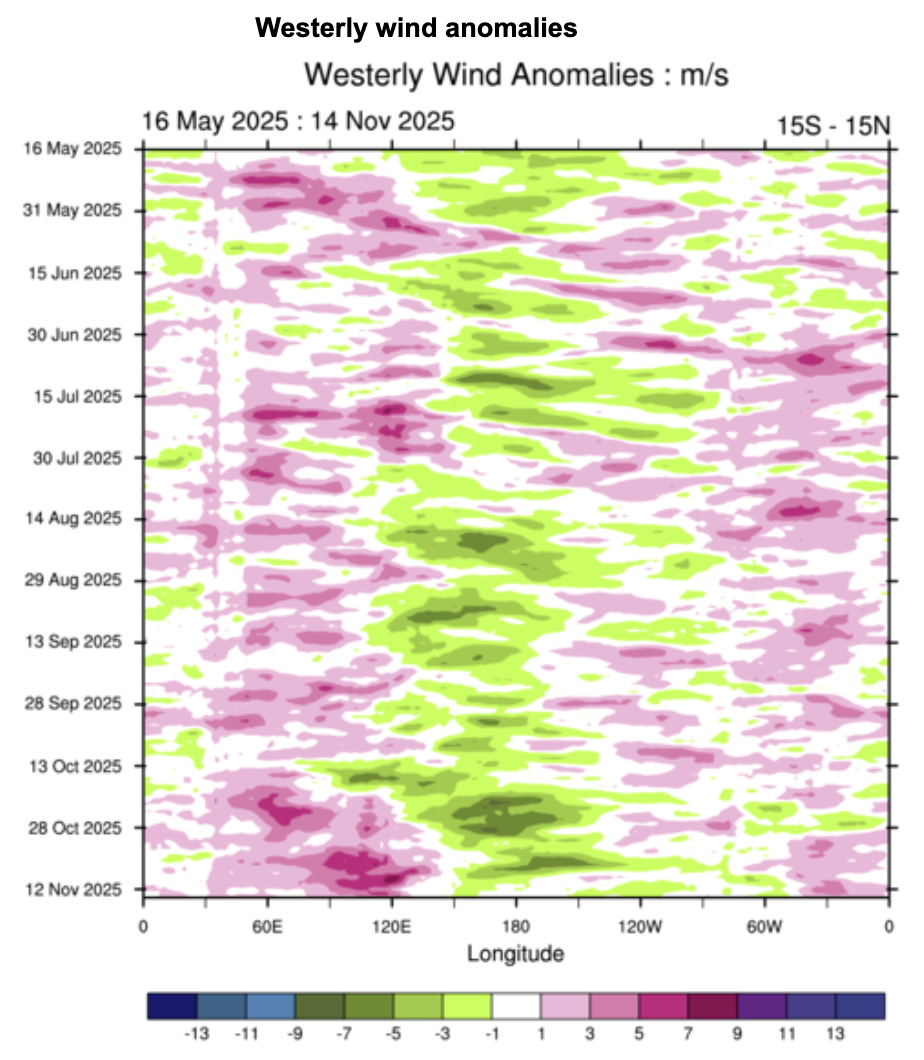 Westerly wind anomalies
Westerly Wind Anomalies : m/s
16 May 2025 : 14 Nov 2025 15S - 15N
16 May 2025
31 May 2025
15 Jun 2025
30 Jun 2025
15 Jul 2025
30 Jul 2025
14 Aug 2025
29 Aug 2025
13 Sep 2025
28 Sep 2025
13 Oct 2025
28 Oct 2025
12 Nov 2025
0 60E 120E 180 120W 60W 0
Longitude
-13 -11 -9 -7 -5 -3 -1 1 3 5 7 9 11 13